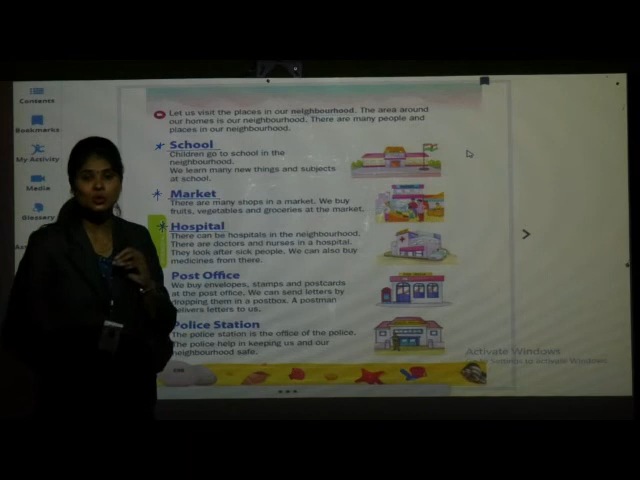 Contents
Bookmarks
My Activity
Media
Glossary
Let us visit the places in our neighbourhood. The area around
our homes is our neighbourhood. There are many people and
places in our neighbourhood.
School
Children go to school in the
neighbourhood.
We learn many new things and subjects
at school.
Market
There are many shops in a market. We buy
fruits, vegetables and groceries at the market.
Hospital
There can be hospitals in the neighbourhood.
There are doctors and nurses in a hospital.
They look after sick people. We can also buy
medicines from there.
Post Office
We buy envelopes, stamps and postcards
at the post office. We can send letters by
dropping them in a postbox. A postman
delivers letters to us.
Police Station
The police station is the office of the police.
The police help in keeping us and our
neighbourhood safe.
Activate Windows
Go to Settings to activate Windows.